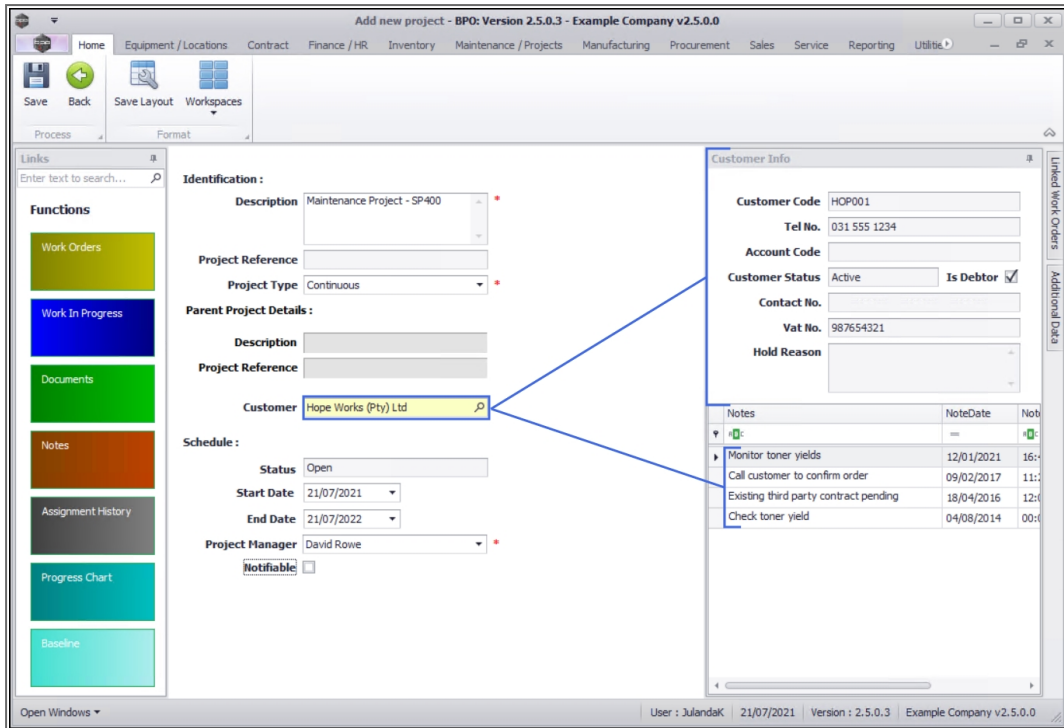 Add new project - BPO: Version 2.5.0.3 - Example Company v2.5.0.0
Home Equipment / Locations Contract Finance / HR Inventory Maintenance / Projects Manufacturing Procurement Sales Service Reporting Utilitie
Save Back Save Layout Workspaces
Process Format
Links
Enter text to search...
Functions
Work Orders
Work In Progress
Documents
Notes
Assignment History
Progress Chart
Baseline
Identification :
Description Maintenance Project - SP400 *
Project Reference
Project Type Continuous *
Parent Project Details :
Description
Project Reference
Customer Hope Works (Pty) Ltd
Schedule :
Status Open
Start Date 21/07/2021
End Date 21/07/2022
Project Manager David Rowe *
Notifiable
Customer Info
Customer Code HOP001
Tel No. 031 555 1234
Account Code
Customer Status Active Is Debtor
Contact No.
Vat No. 987654321
Hold Reason
Notes NoteDate Not
Monitor toner yields 12/01/2021 16:
Call customer to confirm order 09/02/2017 11:
Existing third party contract pending 18/04/2016 12:
Check toner yield 04/08/2014 00:
Linked Work Orders
Additional Data
Open Windows User : JulandaK 21/07/2021 Version : 2.5.0.3 Example Company v2.5.0.0